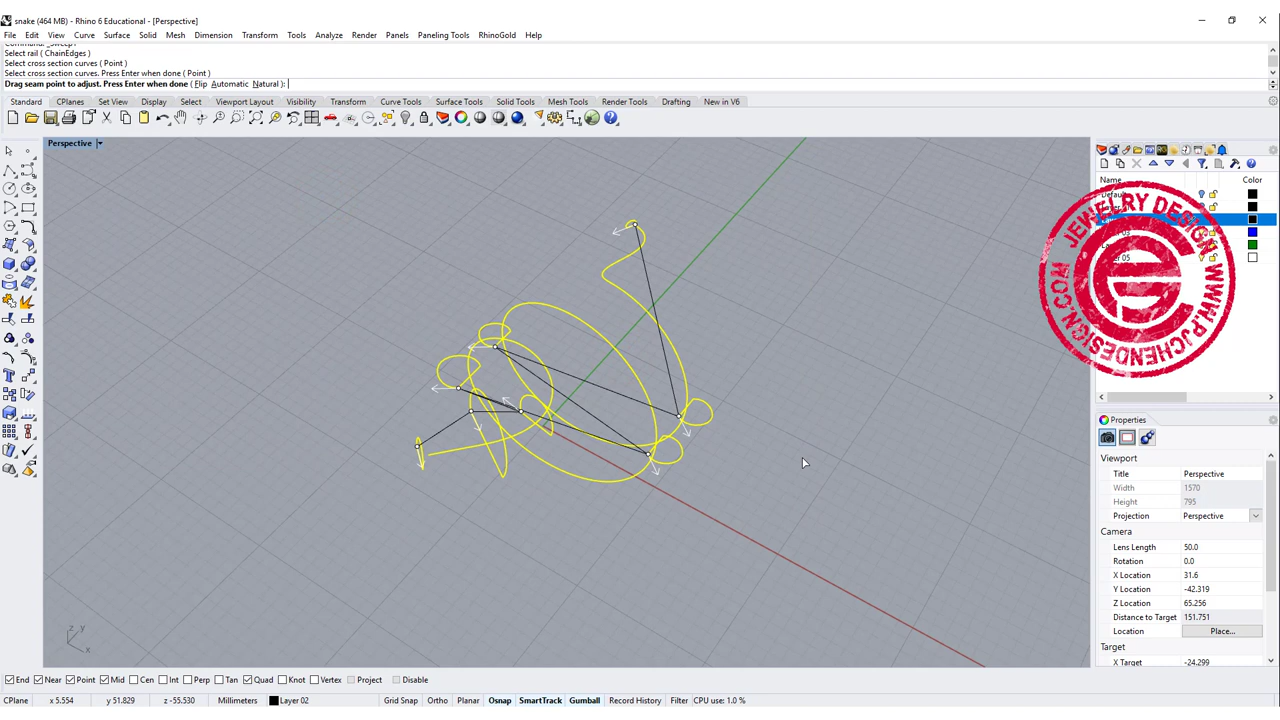 snake (464 MB) - Rhino 6 Educational - [Perspective]
File Edit View Curve Surface Solid Mesh Dimension Transform Tools Analyze Render Panels Paneling Tools RhinoGold Help
Select rail ( ChainEdges )
Select cross section curves ( Point )
Select cross section curves. Press Enter when done ( Point )
Drag seam point to adjust. Press Enter when done ( Flip Automatic Natural ):
Standard CPlanes Set View Display Select Viewport Layout Visibility Transform Curve Tools Surface Tools Solid Tools Mesh Tools Render Tools Drafting New in V6
Perspective
Name Color
JEWELRY DESIGN WWW.PJCHENDESIGN.COM
Properties
Viewport
Title Perspective
Width 1570
Height 795
Projection Perspective
Camera
Lens Length 50.0
Rotation 0.0
X Location 31.6
Y Location -42.319
Z Location 65.256
Distance to Target 151.751
Location Place...
Target
X Target -24.299
z y
x
End Near Point Mid Cen Int Perp Tan Quad Knot Vertex Project Disable
CPlane x 5.554 y 51.829 z -55.530 Millimeters Layer 02 Grid Snap Ortho Planar Osnap SmartTrack Gumball Record History Filter CPU use: 1.0 %